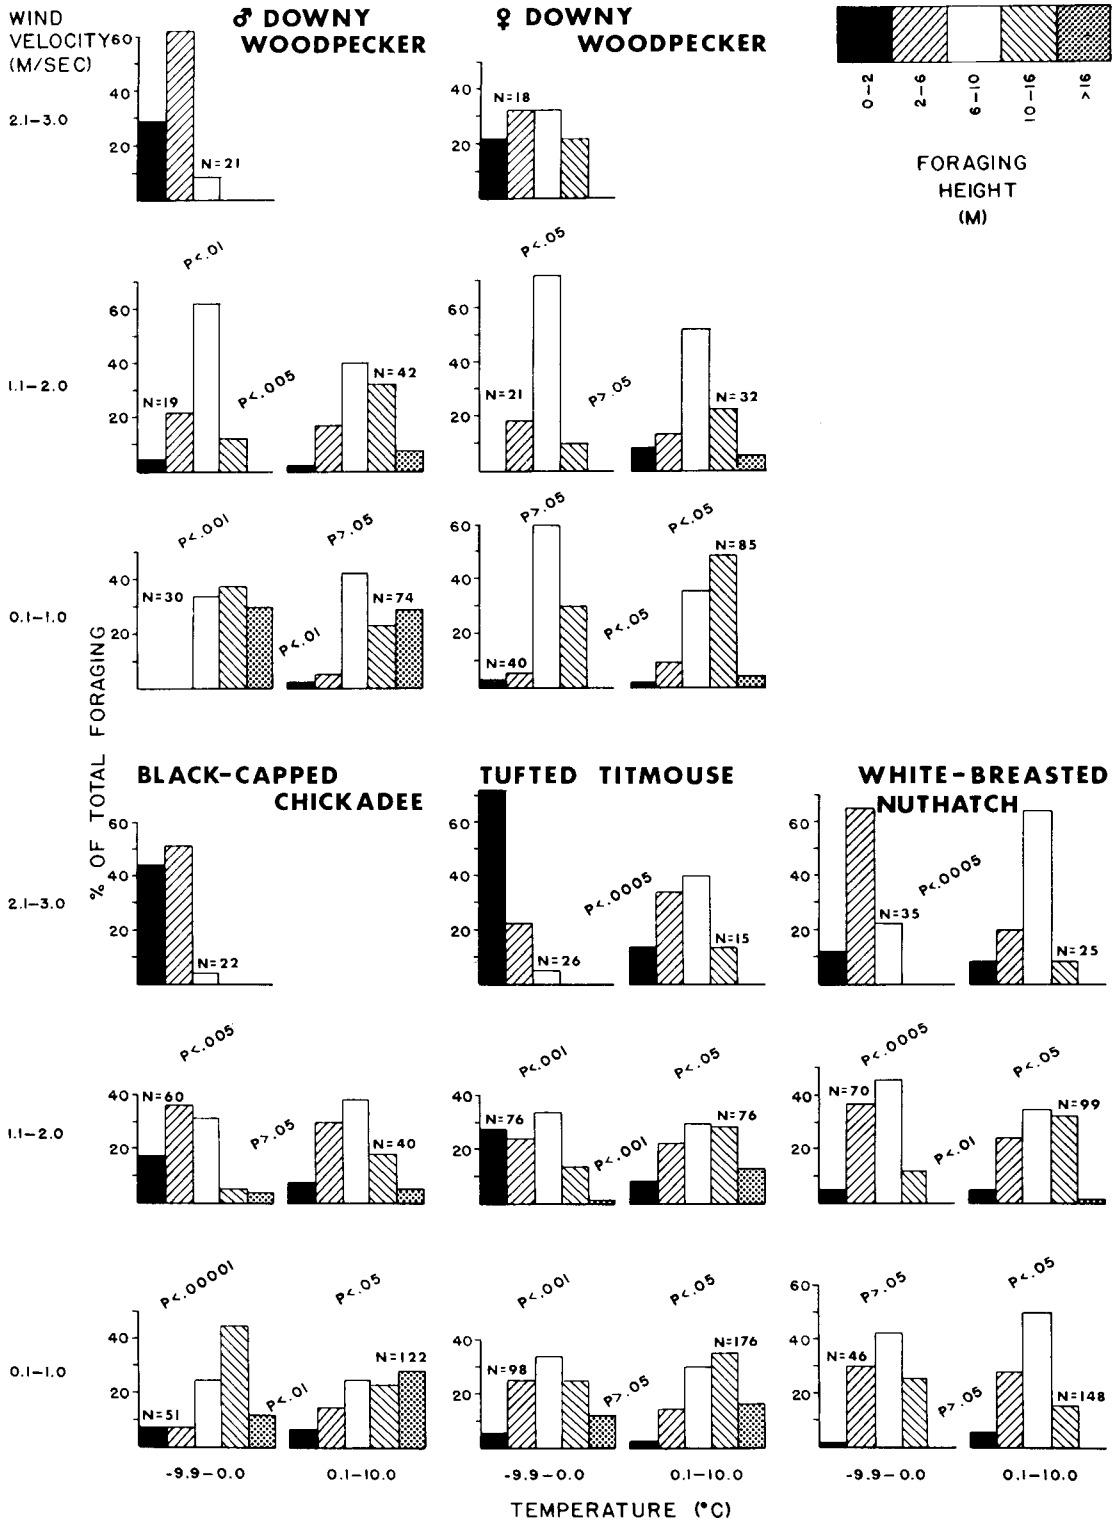 WIND
VELOCITY
(M/SEC)
♂ DOWNY
WOODPECKER
♀ DOWNY
WOODPECKER
0-2
2-6
6-10
10-16
>16
FORAGING
HEIGHT
(M)
2.1-3.0
60
40
20
N=21
40
20
N=18
P<.01
P<.05
1.1-2.0
60
40
20
N=19
P<.005
N=42
60
40
20
N=21
P>.05
N=32
P<.001
P>.05
P>.05
P<.05
0.1-1.0
40
20
N=30
P<.01
N=74
60
40
20
N=40
P<.05
N=85
% OF TOTAL FORAGING
BLACK-CAPPED
CHICKADEE
TUFTED TITMOUSE
WHITE-BREASTED
NUTHATCH
2.1-3.0
60
40
20
N=22
60
40
20
N=26
P<.0005
N=15
60
40
20
N=35
P<.0005
N=25
P<.005
P<.001
P<.05
P<.0005
P<.05
1.1-2.0
40
20
N=60
P>.05
N=40
40
20
N=76
P<.001
N=76
40
20
N=70
P<.01
N=99
P<.00001
P<.05
P<.001
P<.05
P>.05
P<.05
0.1-1.0
40
20
N=51
P<.01
N=122
40
20
N=98
P>.05
N=176
60
40
20
N=46
P>.05
N=148
-9.9-0.0
0.1-10.0
-9.9-0.0
0.1-10.0
-9.9-0.0
0.1-10.0
TEMPERATURE (°C)